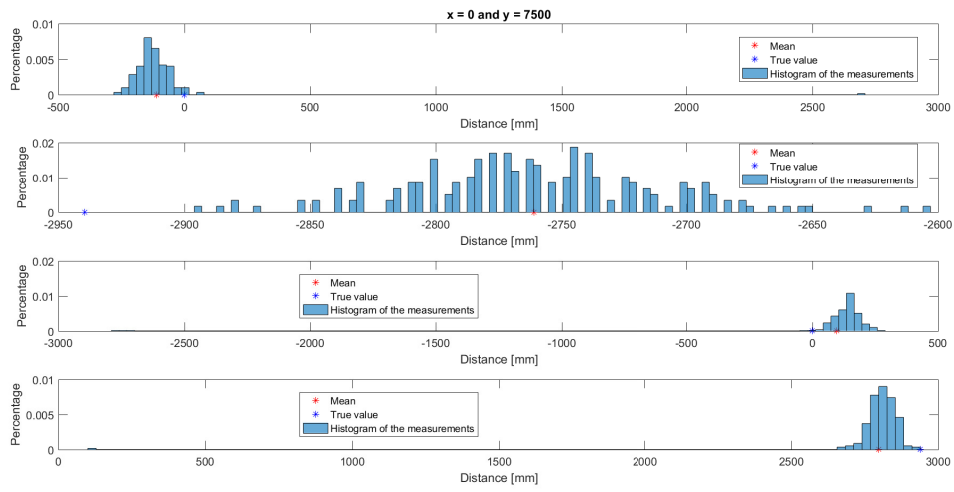 x = 0 and y = 7500
Percentage
0.01
0.005
0
Mean
True value
Histogram of the measurements
-500 0 500 1000 1500 2000 2500 3000
Distance [mm]
Percentage
0.02
0.01
0
Mean
True value
Histogram of the measurements
-2950 -2900 -2850 -2800 -2750 -2700 -2650 -2600
Distance [mm]
Percentage
0.02
0.01
0
Mean
True value
Histogram of the measurements
-3000 -2500 -2000 -1500 -1000 -500 0 500
Distance [mm]
Percentage
0.01
0.005
0
Mean
True value
Histogram of the measurements
0 500 1000 1500 2000 2500 3000
Distance [mm]